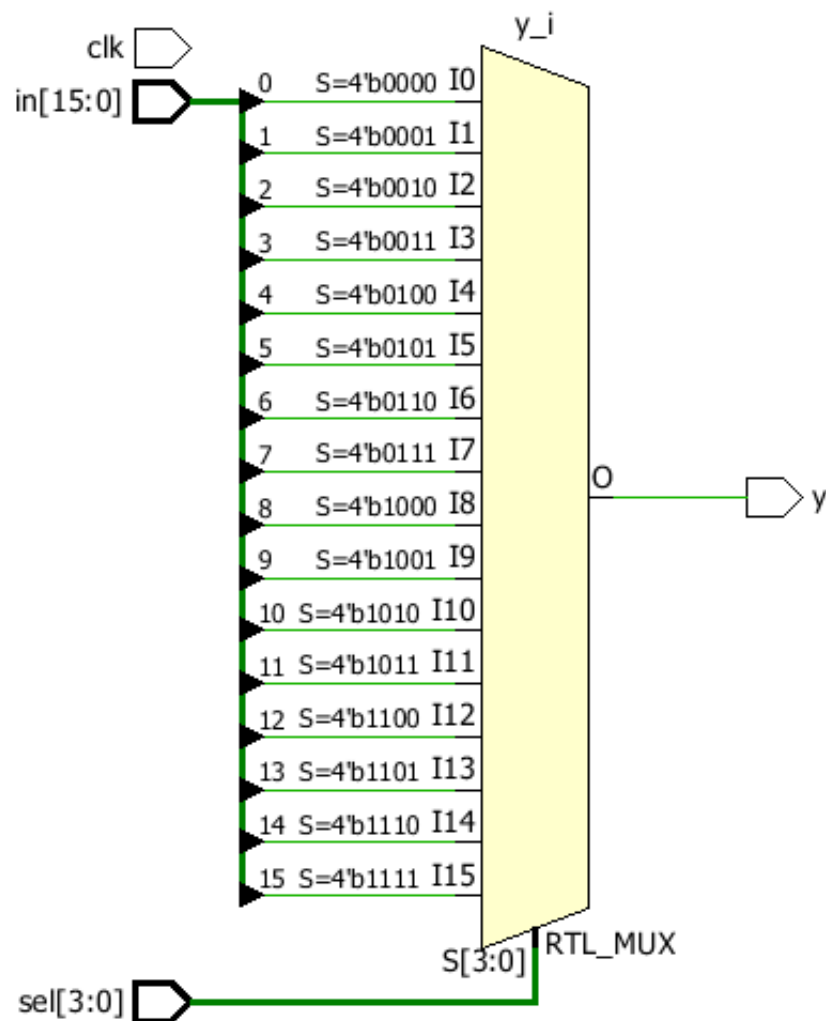 y_i
clk
in[15:0]
0 S=4'b0000 I0
1 S=4'b0001 I1
2 S=4'b0010 I2
3 S=4'b0011 I3
4 S=4'b0100 I4
5 S=4'b0101 I5
6 S=4'b0110 I6
7 S=4'b0111 I7
O
y
8 S=4'b1000 I8
9 S=4'b1001 I9
10 S=4'b1010 I10
11 S=4'b1011 I11
12 S=4'b1100 I12
13 S=4'b1101 I13
14 S=4'b1110 I14
15 S=4'b1111 I15
S[3:0] RTL_MUX
sel[3:0]